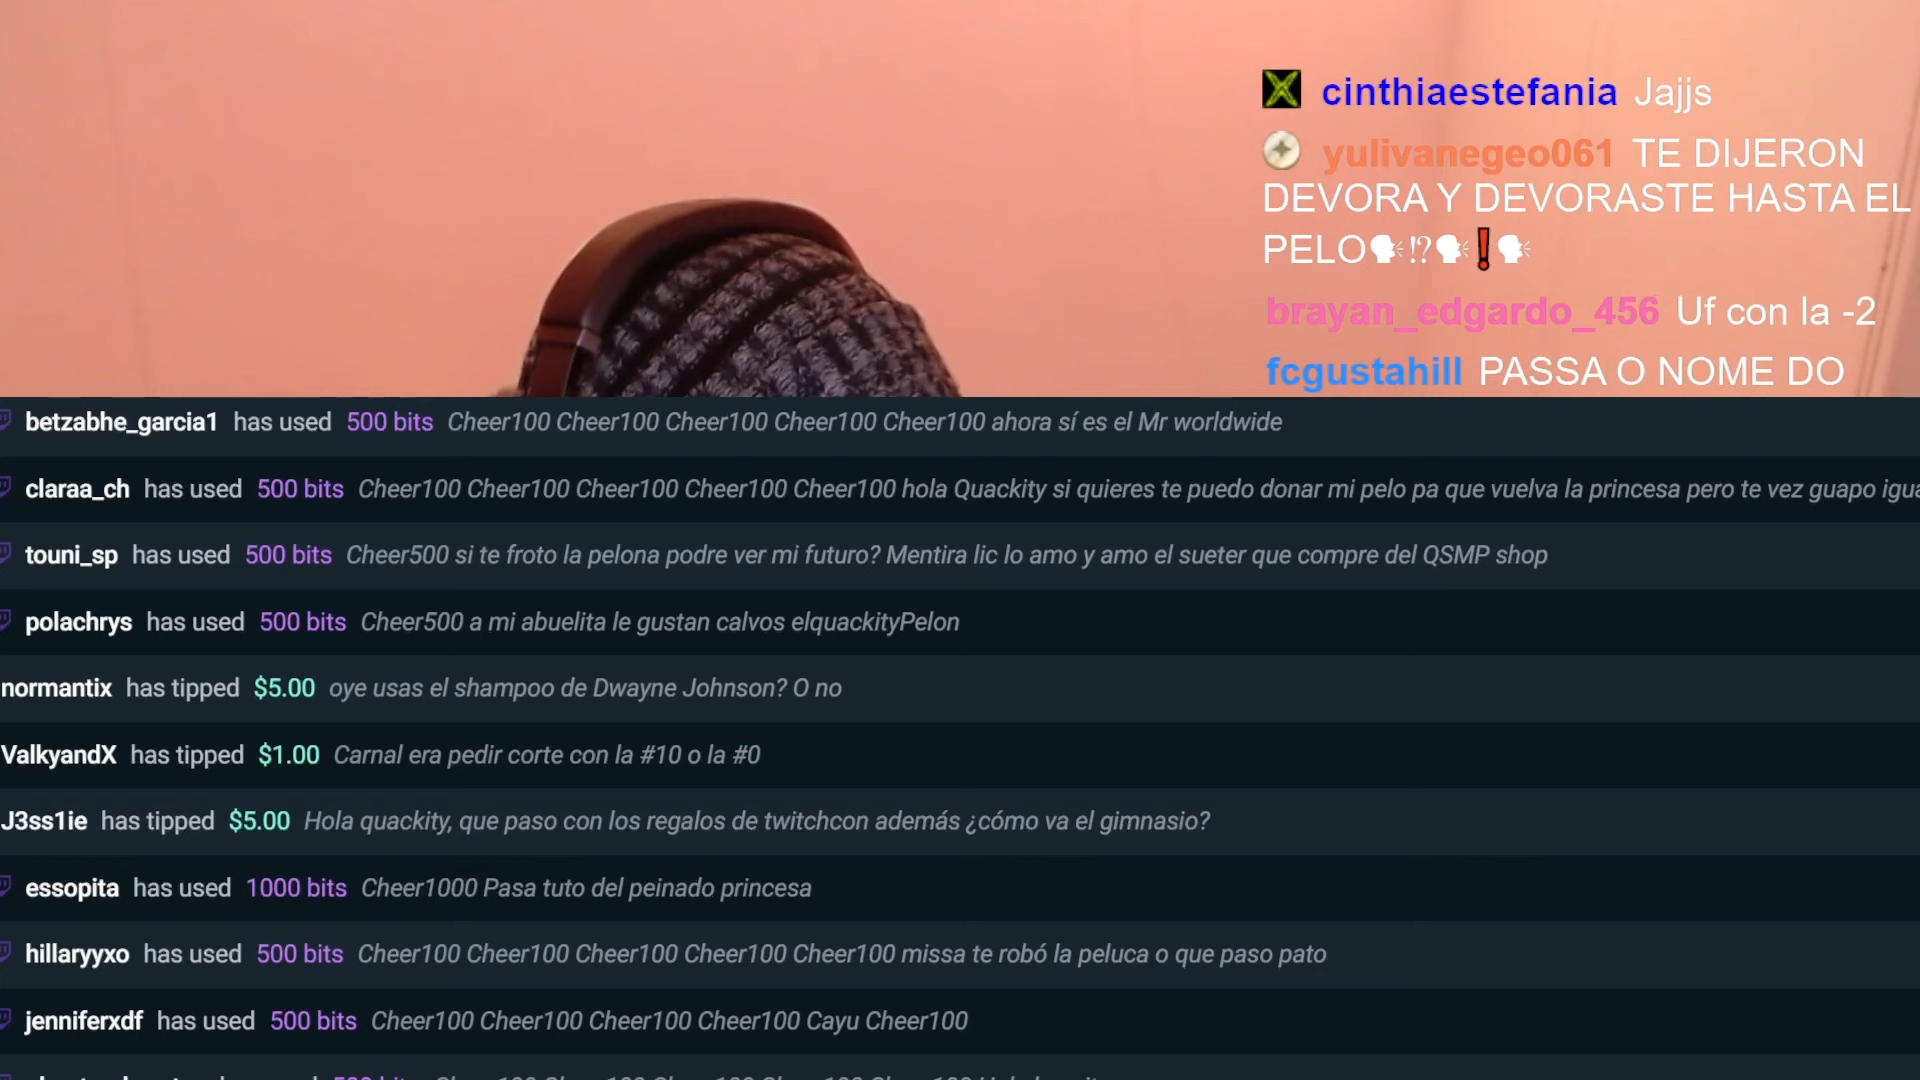 cinthiaestefania Jajjs
yulivanegeo061 TE DIJERON
DEVORA Y DEVORASTE HASTA EL
PELO🗣⁉🗣❗🗣
brayan_edgardo_456 Uf con la -2
fcgustahill PASSA O NOME DO
betzabhe_garcia1 has used 500 bits Cheer100 Cheer100 Cheer100 Cheer100 Cheer100 ahora sí es el Mr worldwide
claraa_ch has used 500 bits Cheer100 Cheer100 Cheer100 Cheer100 Cheer100 hola Quackity si quieres te puedo donar mi pelo pa que vuelva la princesa pero te vez guapo igua
touni_sp has used 500 bits Cheer500 si te froto la pelona podre ver mi futuro? Mentira lic lo amo y amo el sueter que compre del QSMP shop
polachrys has used 500 bits Cheer500 a mi abuelita le gustan calvos elquackityPelon
normantix has tipped $5.00 oye usas el shampoo de Dwayne Johnson? O no
ValkyandX has tipped $1.00 Carnal era pedir corte con la #10 o la #0
J3ss1ie has tipped $5.00 Hola quackity, que paso con los regalos de twitchcon además ¿cómo va el gimnasio?
essopita has used 1000 bits Cheer1000 Pasa tuto del peinado princesa
hillaryyxo has used 500 bits Cheer100 Cheer100 Cheer100 Cheer100 Cheer100 missa te robó la peluca o que paso pato
jenniferxdf has used 500 bits Cheer100 Cheer100 Cheer100 Cheer100 Cayu Cheer100